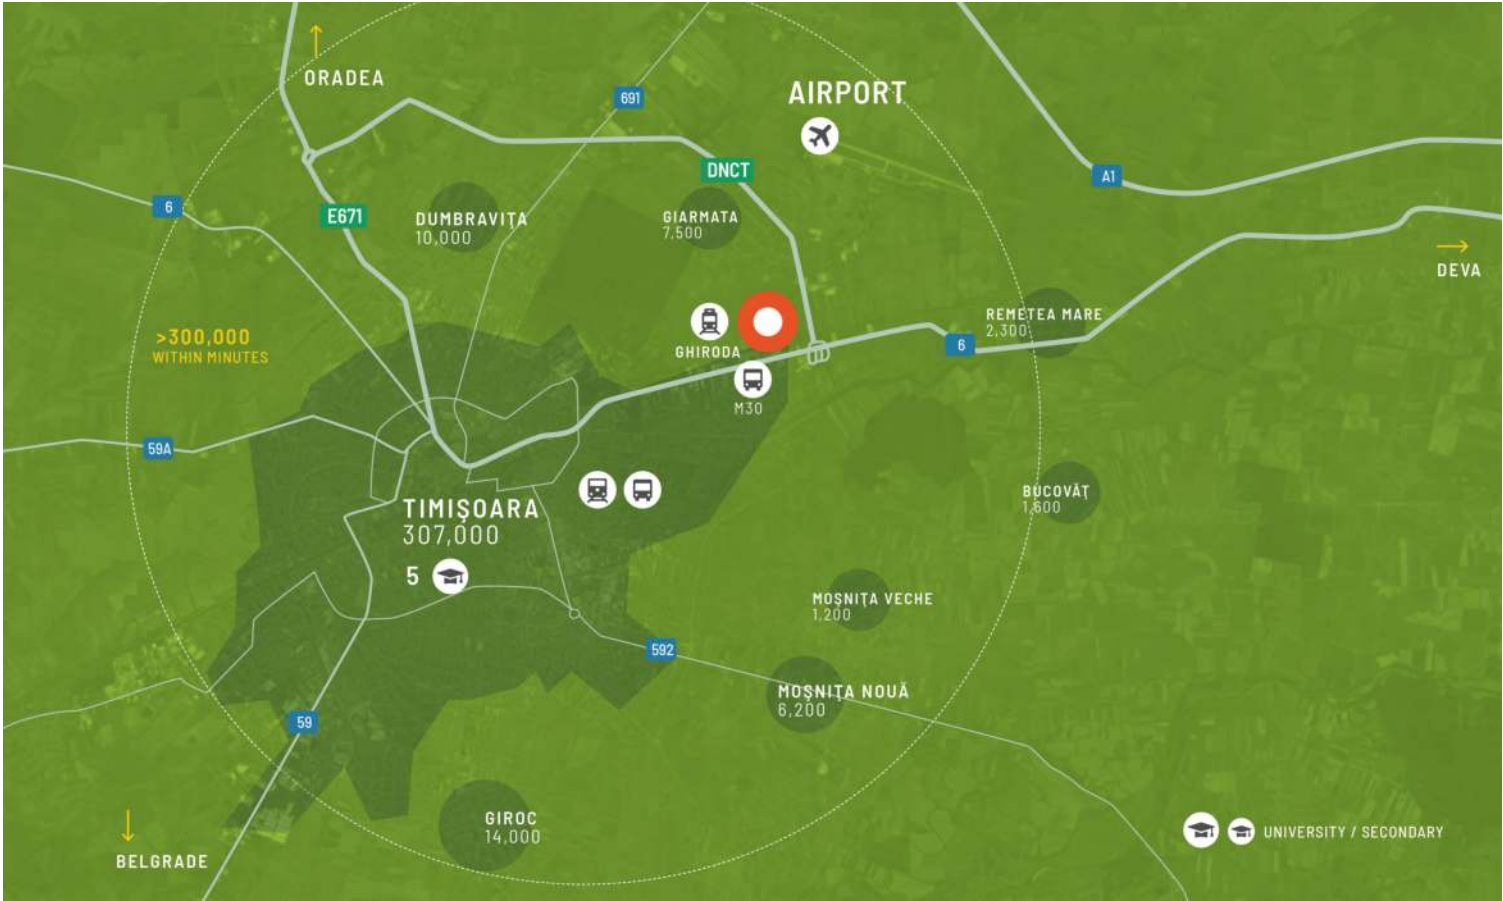 ORADEA
691
AIRPORT
DNCT
A1
6
E671
DUMBRAVIȚA
10,000
GIARMATA
7,500
DEVA
>300,000
WITHIN MINUTES
GHIRODA
REMETEA MARE
2,300
6
M30
59A
TIMIȘOARA
307,000
BUCOVĂȚ
1,600
5
MOȘNIȚA VECHE
1,200
592
MOȘNIȚA NOUĂ
6,200
59
GIROC
14,000
BELGRADE
UNIVERSITY / SECONDARY